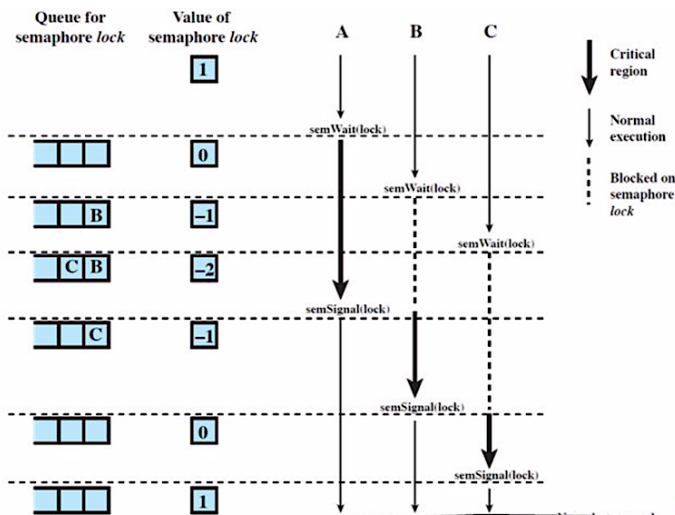 Queue for
semaphore lock
Value of
semaphore lock
A
B
C
1
Critical
region
Normal
execution
semWait(lock)
0
Blocked on
semaphore
lock
semWait(lock)
B
–1
semWait(lock)
C B
–2
semSignal(lock)
C
–1
semSignal(lock)
0
semSignal(lock)
1